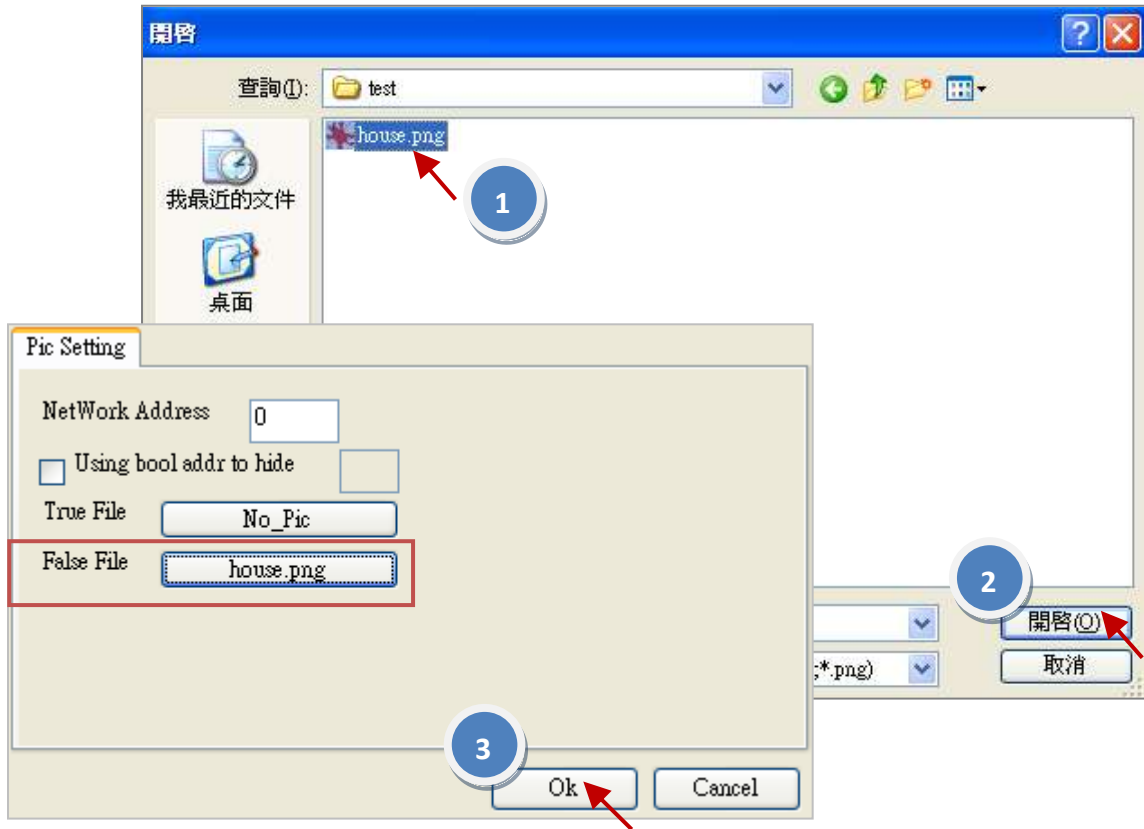 開啓
查詢(I):
test
house.png
1
我最近的文件
桌面
Pic Setting
NetWork Address
0
Using bool addr to hide
True File
No_Pic
False File
house.png
2
開啓(O)
;*.png)
取消
3
Ok
Cancel